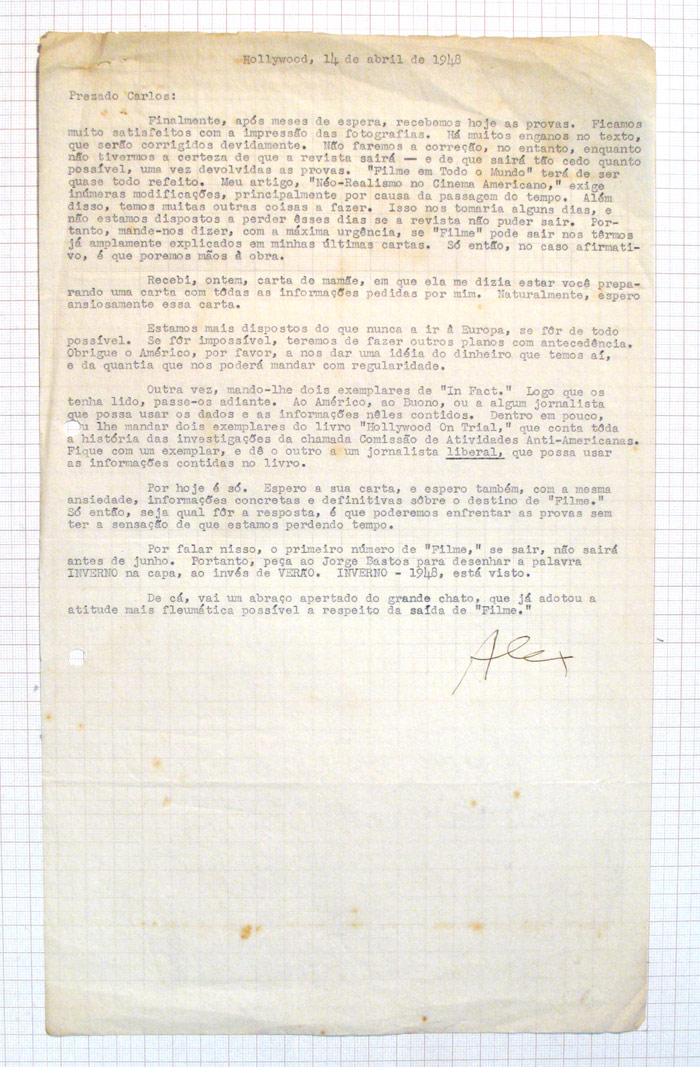 Hollywood, 14 de abril de 1948
Prezado Carlos:
Finalmente, após meses de espera, recebemos hoje as provas. Ficamos
muito satisfeitos com a impressão das fotografias. Há muitos enganos no texto,
que serão corrigidos devidamente. Não faremos a correção, no entanto, enquanto
não tivermos a certeza de que a revista sairá — e de que sairá tão cedo quanto
possível, uma vez devolvidas as provas. "Filme em Todo o Mundo" terá de ser
quase todo refeito. Meu artigo, "Néo-Realismo no Cinema Americano," exige
inúmeras modificações, principalmente por causa da passagem do tempo. Além
disso, temos muitas outras coisas a fazer. Isso nos tomaria alguns dias, e
não estamos dispostos a perder êsses dias se a revista não puder sair. Por-
tanto, mande-nos dizer, com a máxima urgência, se "Filme" pode sair nos têrmos
já amplamente explicados em minhas últimas cartas. Só então, no caso afirmati-
vo, é que poremos mãos à obra.
Recebi, ontem, carta de mamãe, em que ela me dizia estar você prepa-
rando uma carta com tôdas as informações pedidas por mim. Naturalmente, espero
ansiosamente essa carta.
Estamos mais dispostos do que nunca a ir à Europa, se fôr de todo
possível. Se fôr impossível, teremos de fazer outros planos com antecedência.
Obrigue o Américo, por favor, a nos dar uma idéia do dinheiro que temos aí,
e da quantia que nos poderá mandar com regularidade.
Outra vez, mando-lhe dois exemplares de "In Fact." Logo que os
tenha lido, passe-os adiante. Ao Américo, ao Buono, ou a algum jornalista
que possa usar os dados e as informações nêles contidos. Dentro em pouco,
ou lhe mandar dois exemplares do livro "Hollywood On Trial," que conta tôda
a história das investigações da chamada Comissão de Atividades Anti-Americanas.
Fique com um exemplar, e dê o outro a um jornalista liberal, que possa usar
as informações contidas no livro.
Por hoje é só. Espero a sua carta, e espero também, com a mesma
ansiedade, informações concretas e definitivas sôbre o destino de "Filme."
Só então, seja qual fôr a resposta, é que poderemos enfrentar as provas sem
ter a sensação de que estamos perdendo tempo.
Por falar nisso, o primeiro número de "Filme," se sair, não sairá
antes de junho. Portanto, peça ao Jorge Bastos para desenhar a palavra
INVERNO na capa, ao invés de VERÃO. INVERNO - 1948, está visto.
De cá, vai um abraço apertado do grande chato, que já adotou a
atitude mais fleumática possível a respeito da saída de "Filme."
Alex